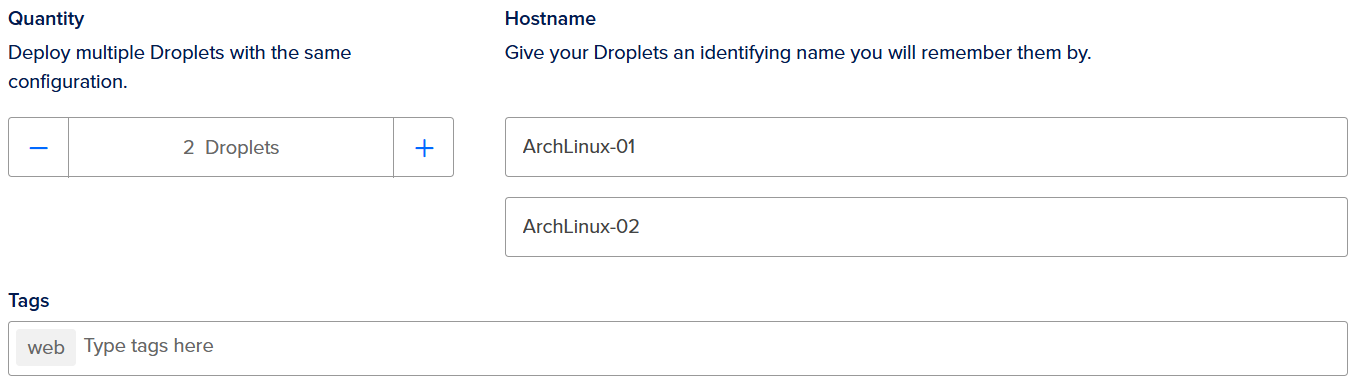 Quantity
Deploy multiple Droplets with the same
configuration.
2 Droplets
Hostname
Give your Droplets an identifying name you will remember them by.
ArchLinux-01
ArchLinux-02
Tags
web Type tags here